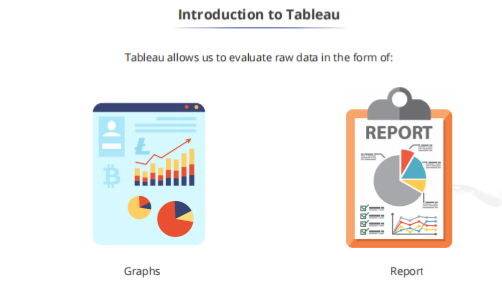 Introduction to Tableau
Tableau allows us to evaluate raw data in the form of:
REPORT
Graphs
Report